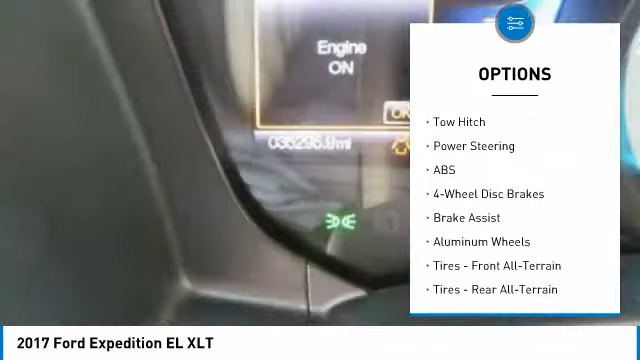 Engine
ON
OPTIONS
Tow Hitch
Power Steering
ABS
4-Wheel Disc Brakes
Brake Assist
Aluminum Wheels
Tires - Front All-Terrain
Tires - Rear All-Terrain
2017 Ford Expedition EL XLT